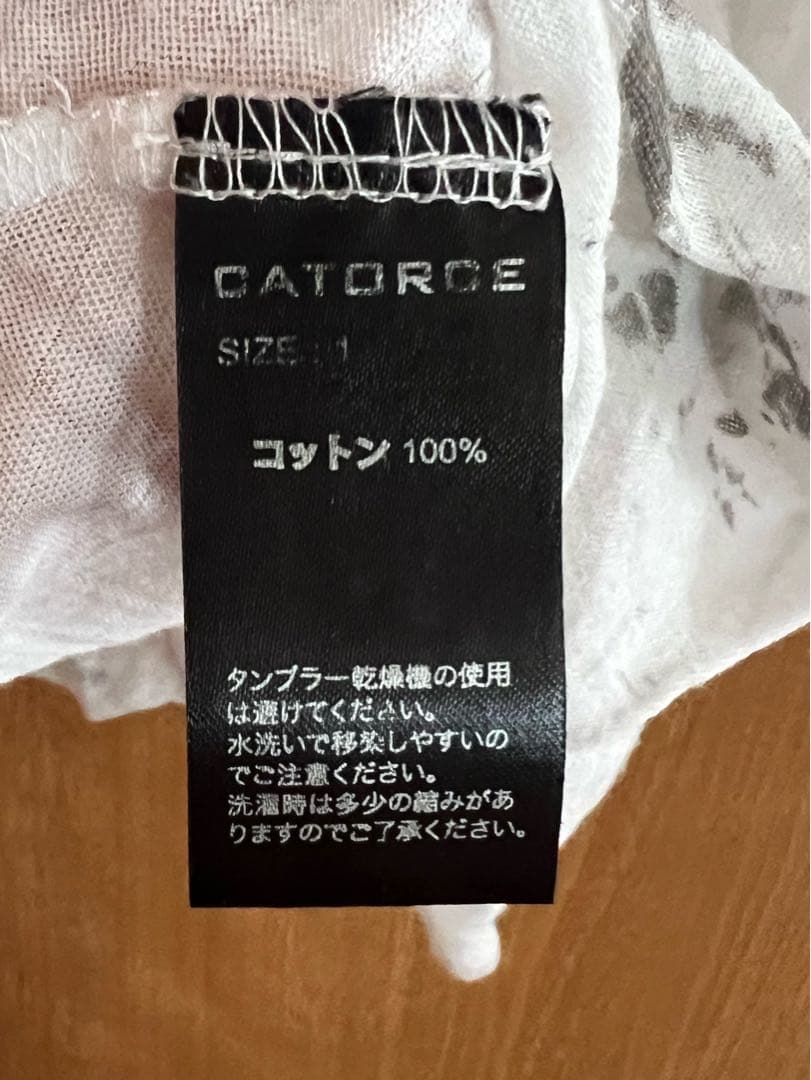 CATORCE
SIZE : 1
コットン 100%
タンブラー乾燥機の使用
は避けてください。
水洗いで移染しやすいの
でご注意ください。
洗濯時は多少の縮みがあ
りますのでご了承ください。